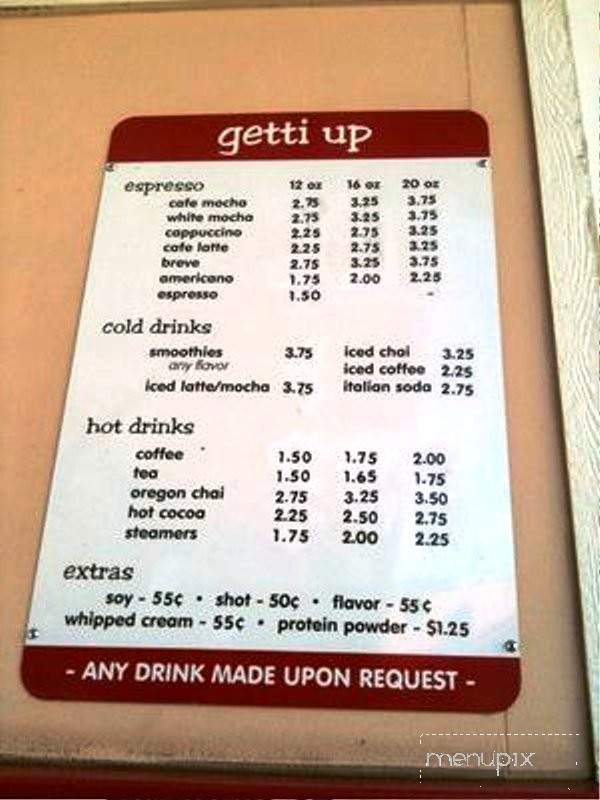 getti up
espresso 12 oz 16 oz 20 oz
cafe mocha 2.75 3.25 3.75
white mocha 2.75 3.25 3.75
cappuccino 2.25 2.75 3.25
cafe latte 2.25 2.75 3.25
breve 2.75 3.25 3.75
americano 1.75 2.00 2.25
espresso 1.50 -
cold drinks
smoothies 3.75 iced chai 3.25
any flavor iced coffee 2.25
iced latte/mocha 3.75 italian soda 2.75
hot drinks
coffee 1.50 1.75 2.00
tea 1.50 1.65 1.75
oregon chai 2.75 3.25 3.50
hot cocoa 2.25 2.50 2.75
steamers 1.75 2.00 2.25
extras
soy - 55¢ • shot - 50¢ • flavor - 55¢
whipped cream - 55¢ • protein powder - $1.25
- ANY DRINK MADE UPON REQUEST -
menupix